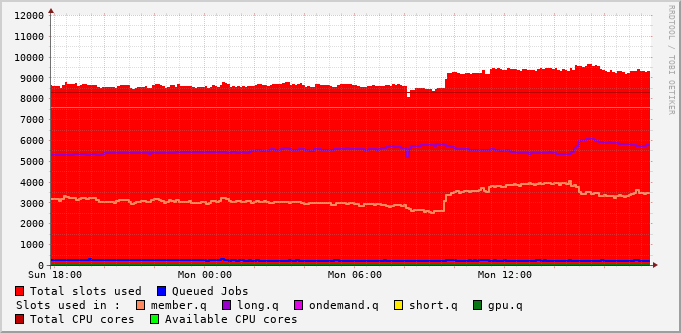 12000
11000
10000
9000
8000
7000
6000
5000
4000
3000
2000
1000
0
Sun 18:00 Mon 00:00 Mon 06:00 Mon 12:00
Total slots used Queued Jobs
Slots used in : member.q long.q ondemand.q short.q gpu.q
Total CPU cores Available CPU cores
RRDTOOL / TOBI OETIKER